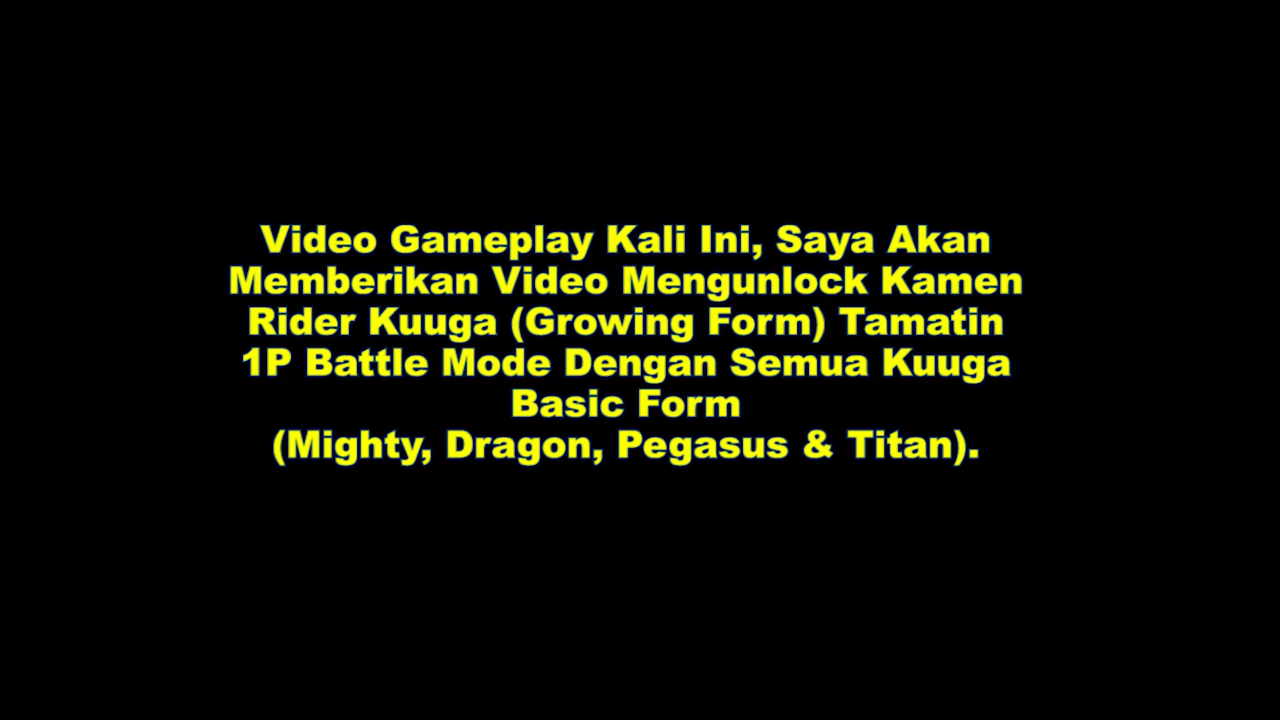 Video Gameplay Kali Ini, Saya Akan
Memberikan Video Mengunlock Kamen
Rider Kuuga (Growing Form) Tamatin
1P Battle Mode Dengan Semua Kuuga
Basic Form
(Mighty, Dragon, Pegasus & Titan).